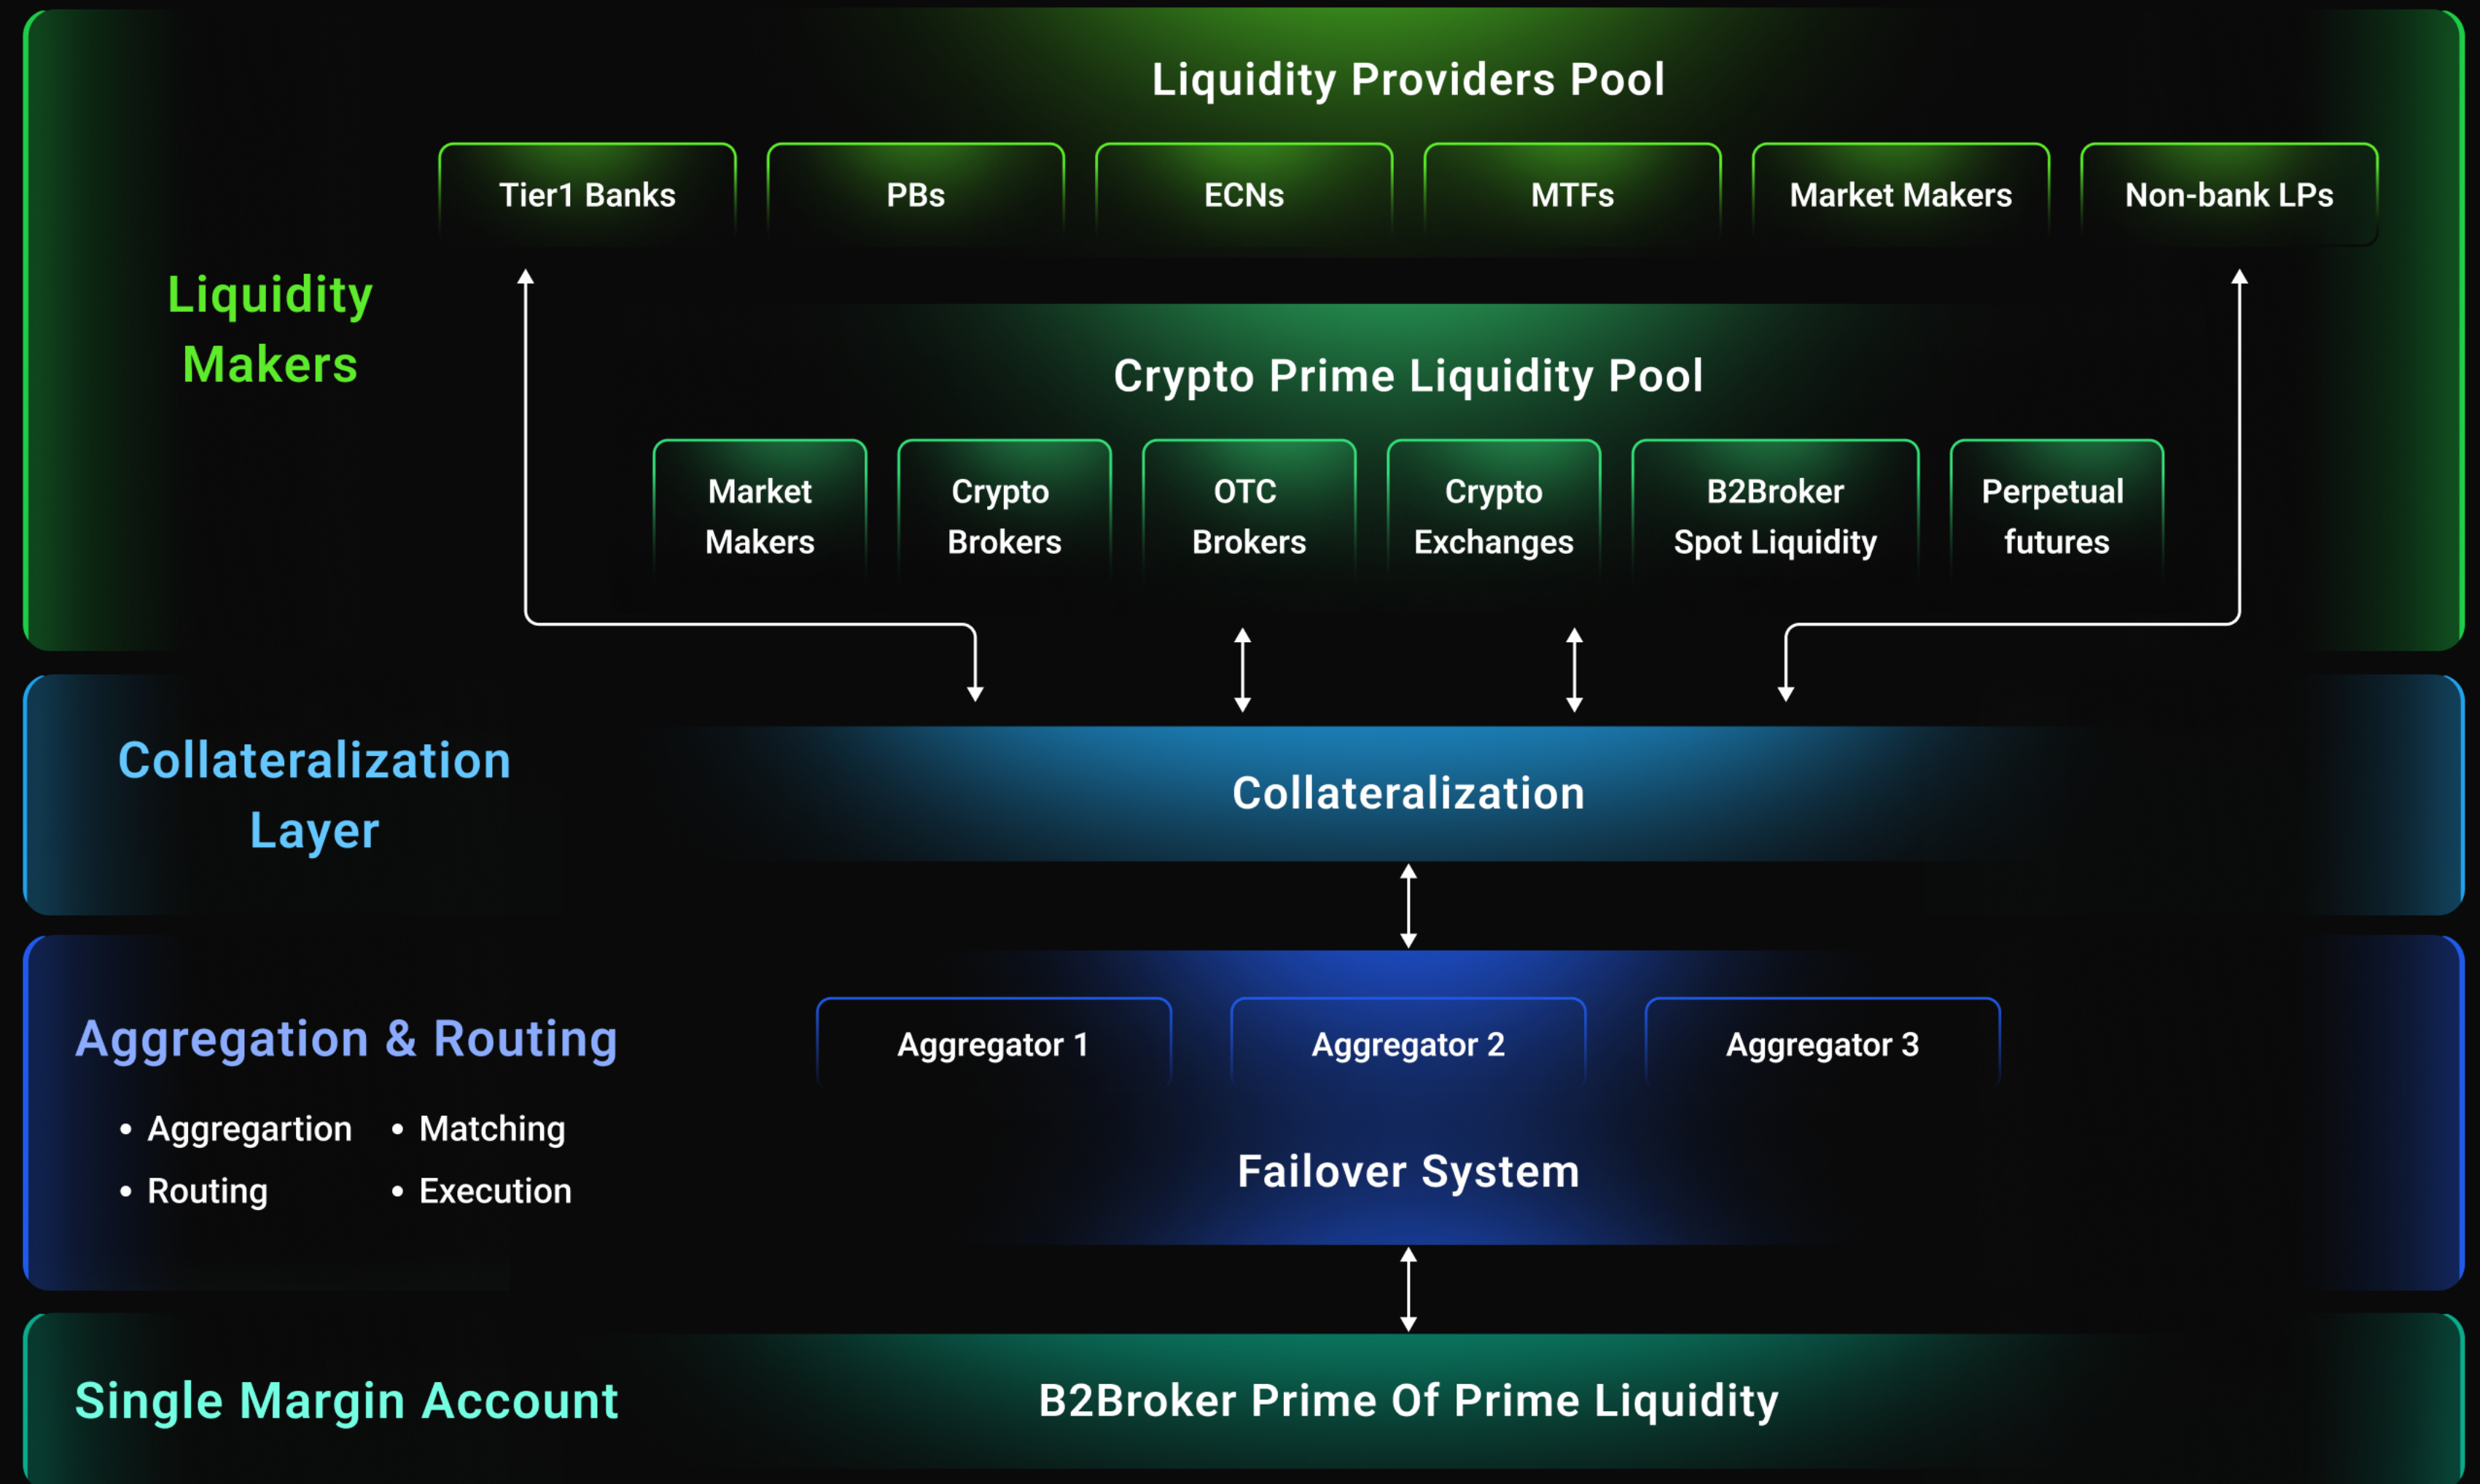 Liquidity Providers Pool
Tier1 Banks
PBs
ECNs
MTFs
Market Makers
Non-bank LPs
Liquidity
Makers
Crypto Prime Liquidity Pool
Market
Makers
Crypto
Brokers
OTC
Brokers
Crypto
Exchanges
B2Broker
Spot Liquidity
Perpetual
futures
Collateralization
Layer
Collateralization
Aggregation & Routing
• Aggregartion
• Matching
• Routing
• Execution
Aggregator 1
Aggregator 2
Aggregator 3
Failover System
Single Margin Account
B2Broker Prime Of Prime Liquidity